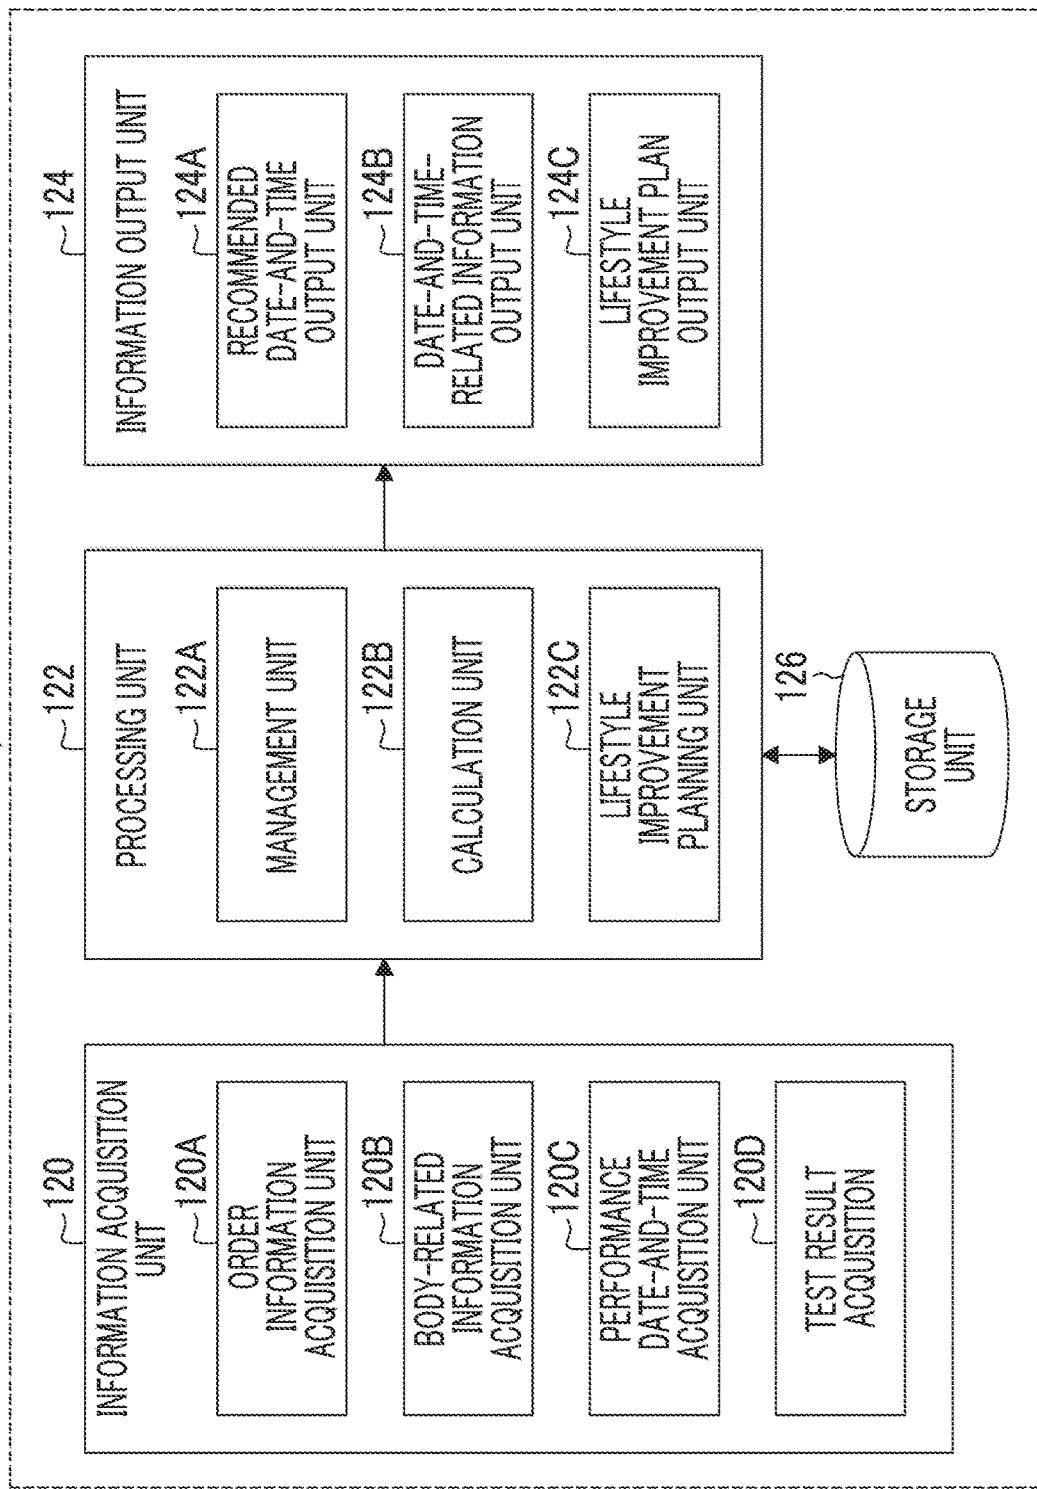 120
INFORMATION ACQUISITION
UNIT
120A
ORDER
INFORMATION
ACQUISITION UNIT
120B
BODY-RELATED
INFORMATION
ACQUISITION UNIT
120C
PERFORMANCE
DATE-AND-TIME
ACQUISITION UNIT
120D
TEST RESULT
ACQUISITION
122
PROCESSING UNIT
122A
MANAGEMENT UNIT
122B
CALCULATION UNIT
122C
LIFESTYLE
IMPROVEMENT
PLANNING UNIT
126
STORAGE
UNIT
124
INFORMATION OUTPUT UNIT
124A
RECOMMENDED
DATE-AND-TIME
OUTPUT UNIT
124B
DATE-AND-TIME-
RELATED INFORMATION
OUTPUT UNIT
124C
LIFESTYLE
IMPROVEMENT PLAN
OUTPUT UNIT